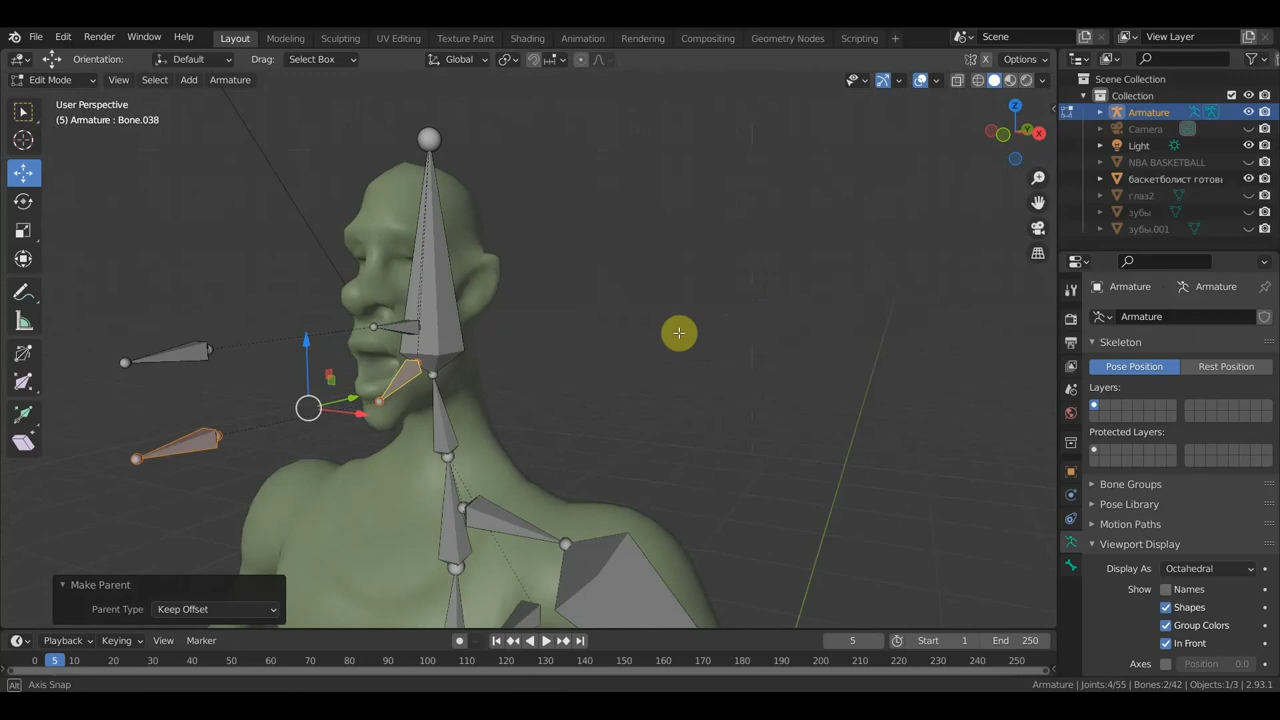 File Edit Render Window Help Layout Modeling Sculpting UV Editing Texture Paint Shading Animation Rendering Compositing Geometry Nodes Scripting + Scene View Layer
Orientation: Default Drag: Select Box Global X Options
Edit Mode View Select Add Armature
User Perspective
(5) Armature : Bone.038
Z
Y
X
Scene Collection
Collection
Armature
Camera
Light
NBA BASKETBALL
баскетболист готовь
глаз2
зубы
зубы.001
Armature Armature
Armature
Skeleton
Pose Position Rest Position
Layers:
Protected Layers:
Bone Groups
Pose Library
Motion Paths
Viewport Display
Display As Octahedral
Show Names
Shapes
Group Colors
In Front
Axes Position 0.0
Make Parent
Parent Type Keep Offset
Playback Keying View Marker 5 Start 1 End 250
0 5 10 20 30 40 50 60 70 80 90 100 110 120 130 140 150 160 170 180 190 200 210 220 230 240 250
Alt Axis Snap Armature | Joints:4/55 | Bones:2/42 | Objects:1/3 | 2.93.1